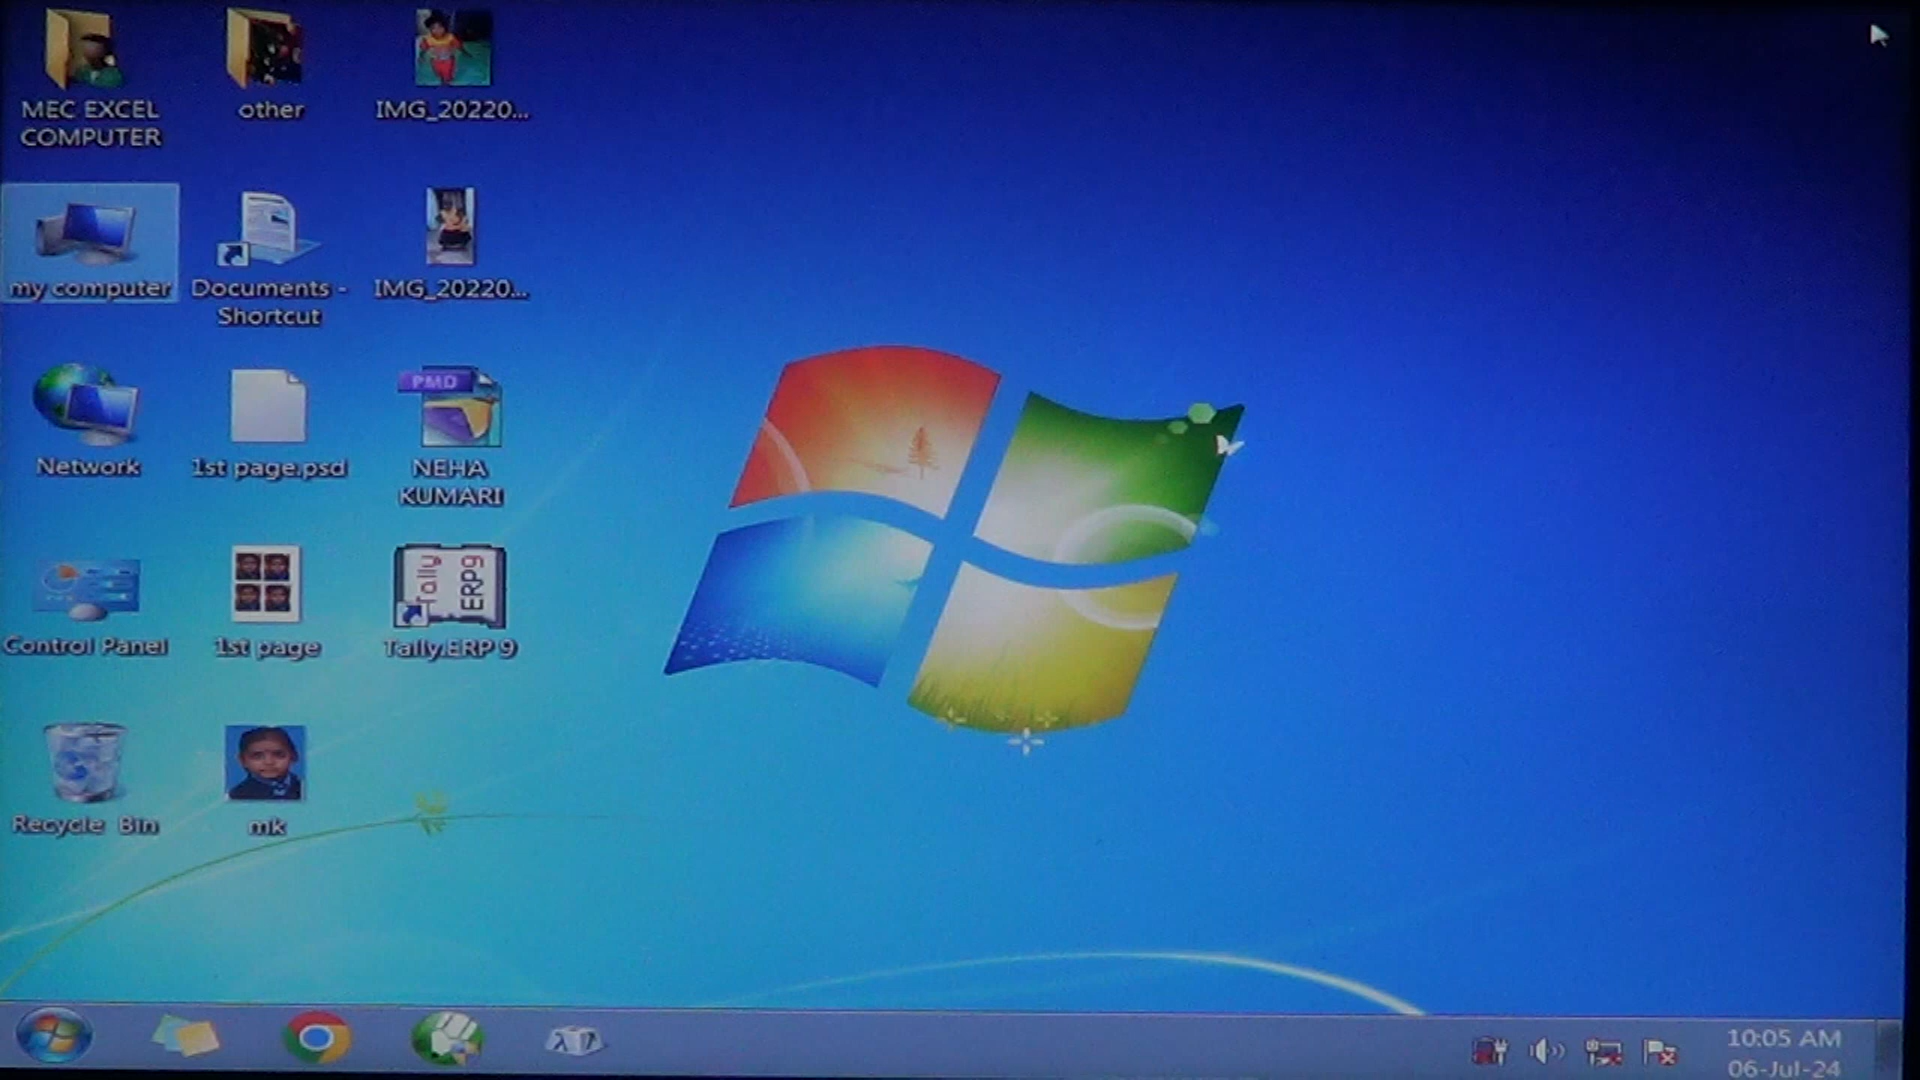 MEC EXCEL
COMPUTER
other
IMG_20220...
my computer
Documents -
Shortcut
IMG_20220...
Network
1st page.psd
PMD
NEHA
KUMARI
Control Panel
1st page
Tally
ERP9
Tally.ERP 9
Recycle Bin
mk
10:05 AM
06-Jul-24